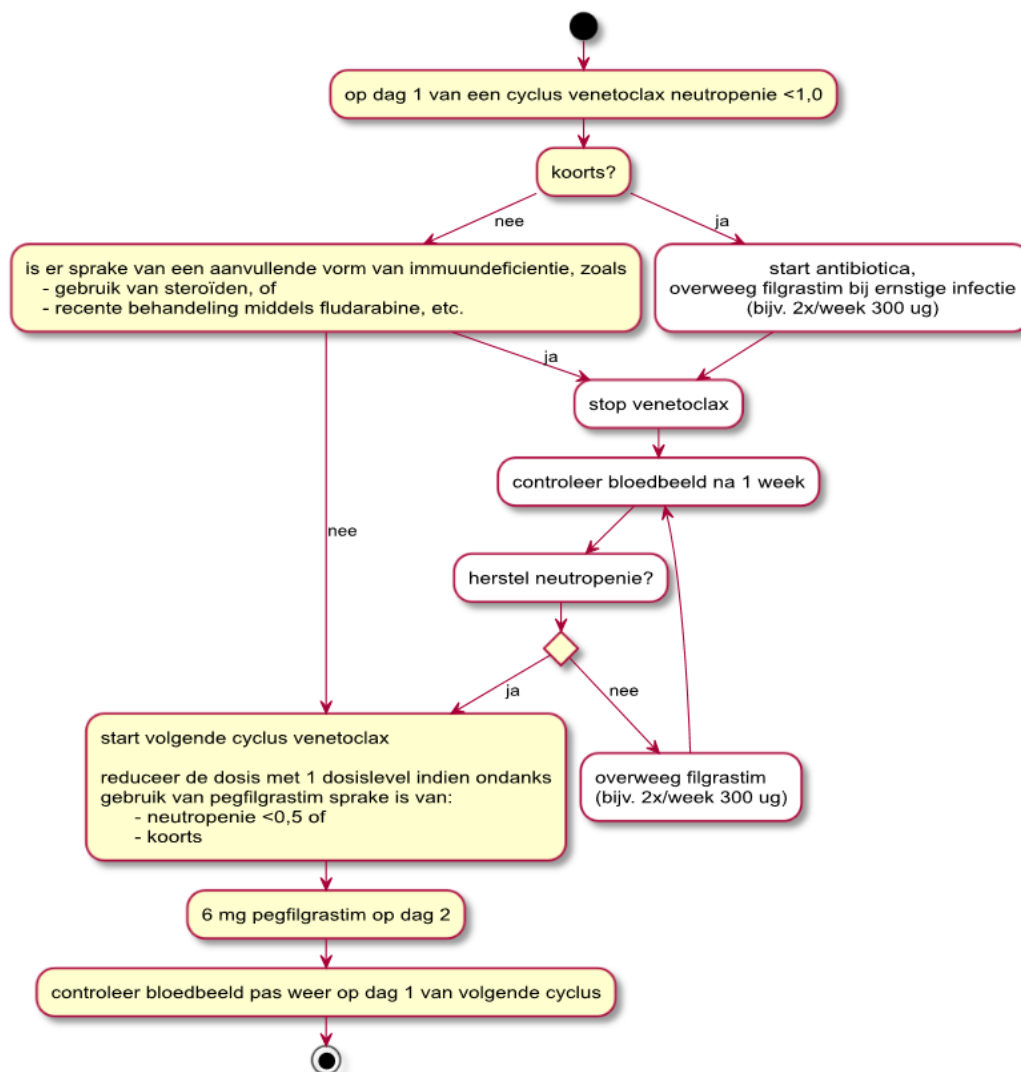 op dag 1 van een cyclus venetoclax neutropenie <1,0
koorts?
nee
ja
is er sprake van een aanvullende vorm van immuundeficientie, zoals
- gebruik van steroïden, of
- recente behandeling middels fludarabine, etc.
start antibiotica,
overweeg filgrastim bij ernstige infectie
(bijv. 2x/week 300 ug)
ja
stop venetoclax
controleer bloedbeeld na 1 week
nee
herstel neutropenie?
ja
nee
start volgende cyclus venetoclax
reduceer de dosis met 1 dosislevel indien ondanks
gebruik van pegfilgrastim sprake is van:
- neutropenie <0,5 of
- koorts
overweeg filgrastim
(bijv. 2x/week 300 ug)
6 mg pegfilgrastim op dag 2
controleer bloedbeeld pas weer op dag 1 van volgende cyclus